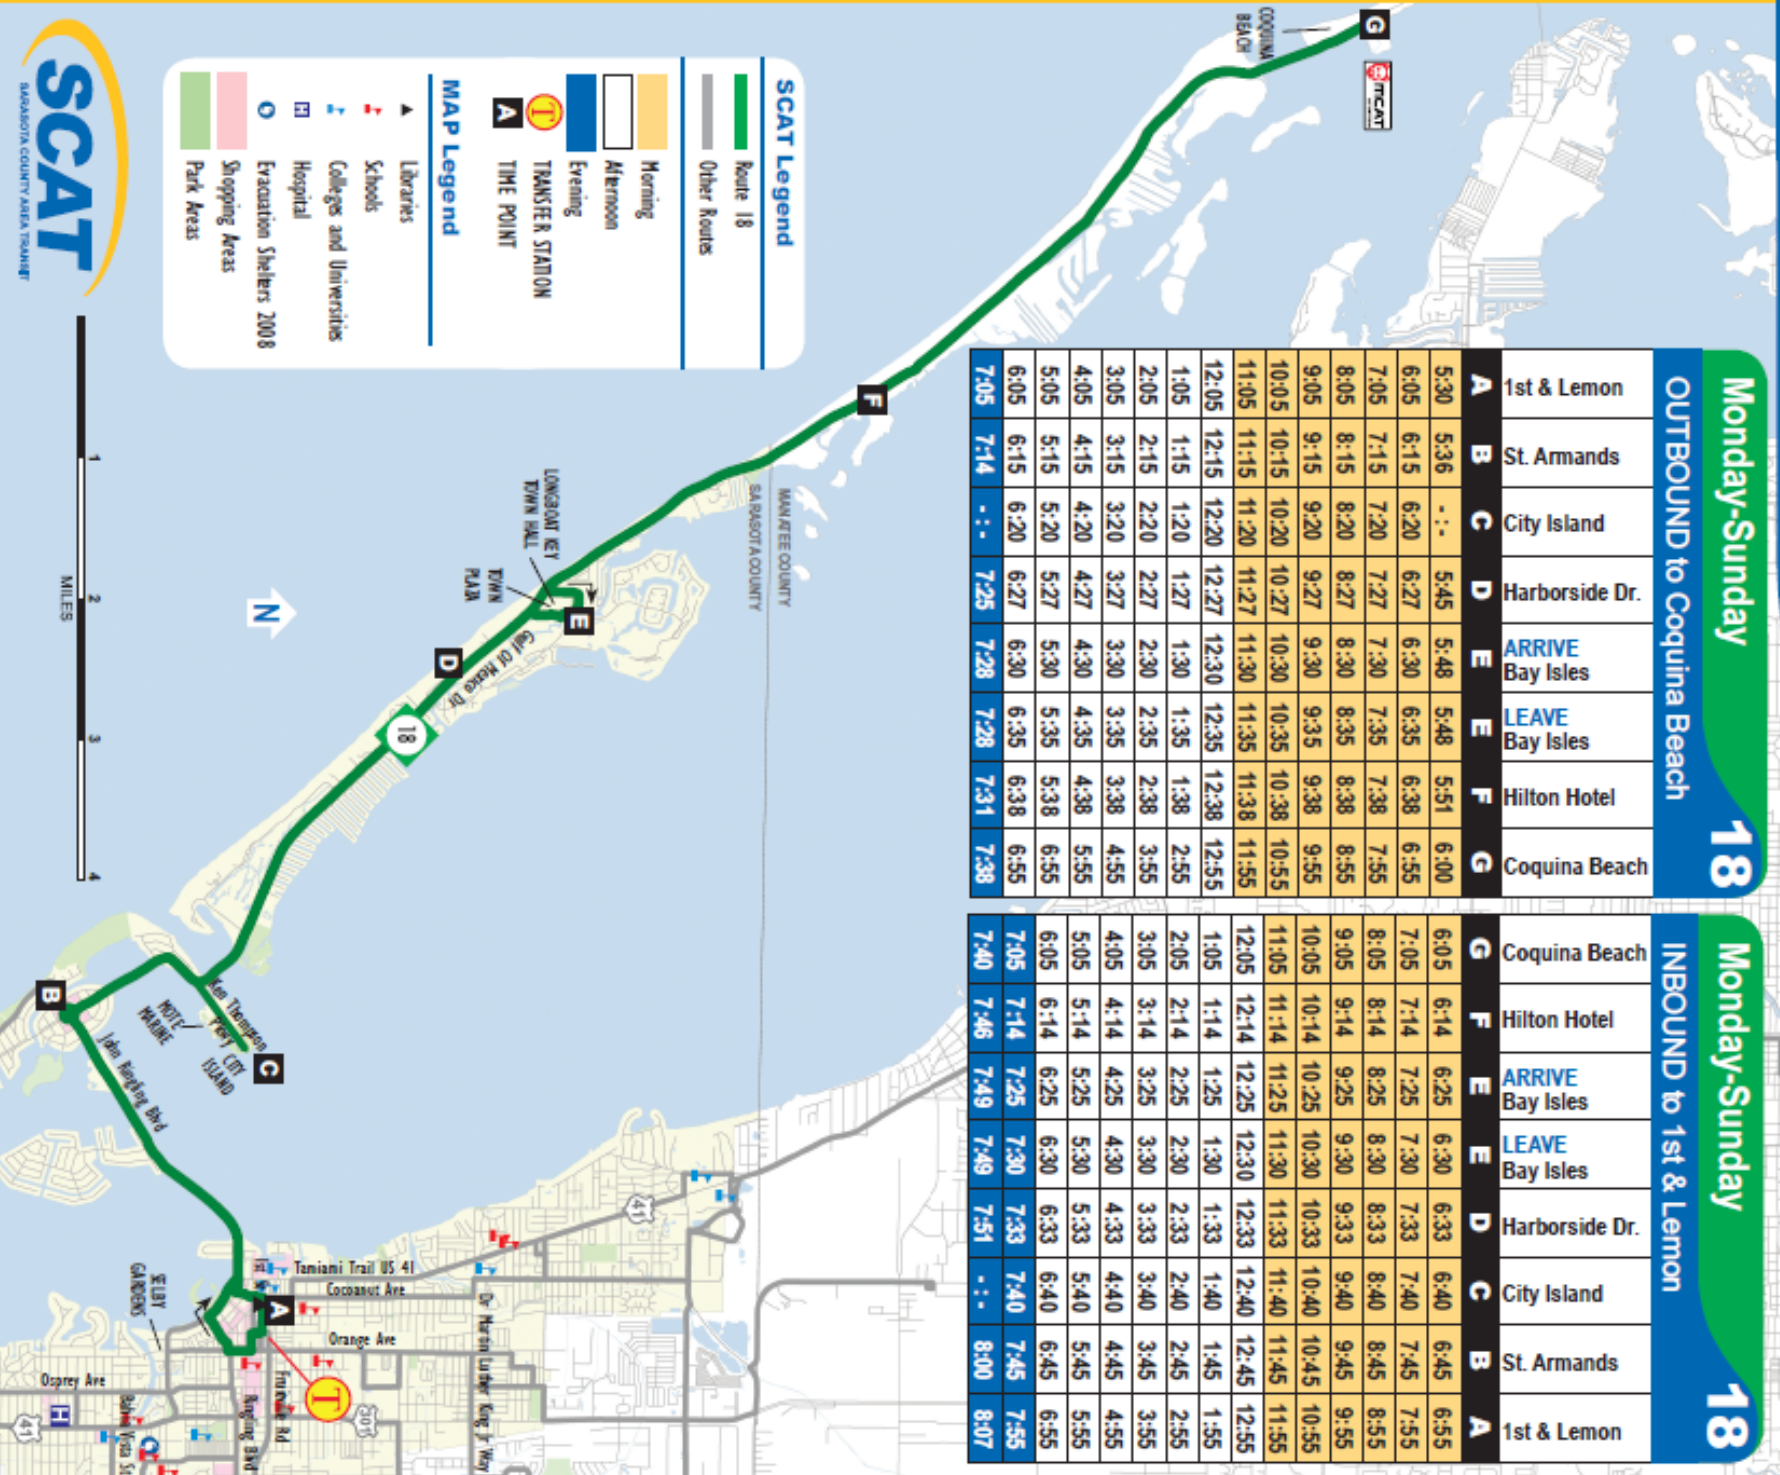 Monday-Sunday
18
OUTBOUND to Coquina Beach
1st & Lemon
St. Armands
City Island
Harborside Dr.
ARRIVE
Bay Isles
LEAVE
Bay Isles
Hilton Hotel
Coquina Beach
A B C D E E F G
5:30 5:36 -:- 5:45 5:48 5:48 5:51 6:00
6:05 6:15 6:20 6:27 6:30 6:35 6:38 6:55
7:05 7:15 7:20 7:27 7:30 7:35 7:38 7:55
8:05 8:15 8:20 8:27 8:30 8:35 8:38 8:55
9:05 9:15 9:20 9:27 9:30 9:35 9:38 9:55
10:05 10:15 10:20 10:27 10:30 10:35 10:38 10:55
11:05 11:15 11:20 11:27 11:30 11:35 11:38 11:55
12:05 12:15 12:20 12:27 12:30 12:35 12:38 12:55
1:05 1:15 1:20 1:27 1:30 1:35 1:38 2:55
2:05 2:15 2:20 2:27 2:30 2:35 2:38 3:55
3:05 3:15 3:20 3:27 3:30 3:35 3:38 4:55
4:05 4:15 4:20 4:27 4:30 4:35 4:38 5:55
5:05 5:15 5:20 5:27 5:30 5:35 5:38 6:55
6:05 6:15 6:20 6:27 6:30 6:35 6:38 6:55
7:05 7:14 -:- 7:25 7:28 7:28 7:31 7:38
Monday-Sunday
18
INBOUND to 1st & Lemon
Coquina Beach
Hilton Hotel
ARRIVE
Bay Isles
LEAVE
Bay Isles
Harborside Dr.
City Island
St. Armands
1st & Lemon
G F E E D C B A
6:05 6:14 6:25 6:30 6:33 6:40 6:45 6:55
7:05 7:14 7:25 7:30 7:33 7:40 7:45 7:55
8:05 8:14 8:25 8:30 8:33 8:40 8:45 8:55
9:05 9:14 9:25 9:30 9:33 9:40 9:45 9:55
10:05 10:14 10:25 10:30 10:33 10:40 10:45 10:55
11:05 11:14 11:25 11:30 11:33 11:40 11:45 11:55
12:05 12:14 12:25 12:30 12:33 12:40 12:45 12:55
1:05 1:14 1:25 1:30 1:33 1:40 1:45 1:55
2:05 2:14 2:25 2:30 2:33 2:40 2:45 2:55
3:05 3:14 3:25 3:30 3:33 3:40 3:45 3:55
4:05 4:14 4:25 4:30 4:33 4:40 4:45 4:55
5:05 5:14 5:25 5:30 5:33 5:40 5:45 5:55
6:05 6:14 6:25 6:30 6:33 6:40 6:45 6:55
7:05 7:14 7:25 7:30 7:33 7:40 7:45 7:55
7:40 7:46 7:49 7:49 7:51 -:- 8:00 8:07
G
MCAT
COQUINA
BEACH
SCAT Legend
Route 18
Other Routes
Morning
Afternoon
Evening
T TRANSFER STATION
A TIME POINT
MAP Legend
Libraries
Schools
Colleges and Universities
H Hospital
Evacuation Shelters 2008
Shopping Areas
Park Areas
SCAT
SARASOTA COUNTY AREA TRANSIT
F
MANATEE COUNTY
SARASOTA COUNTY
LONGBOAT KEY
TOWN HALL
TOWN
PLAZA
E
D
Gulf Of Mexico Dr
18
N
1 2 3 4
MILES
B
Ken Thompson
Pkwy
CITY
ISLAND
MOTE
MARINE
C
John Ringling Blvd
41
Tamiami Trail US 41
Cocoanut Ave
1st
A
Orange Ave
SELBY
GARDENS
Dr Martin Luther King Jr Way
T
301
Fruitville Rd
Ringling Blvd
Osprey Ave
H
Bahia Vista St
41